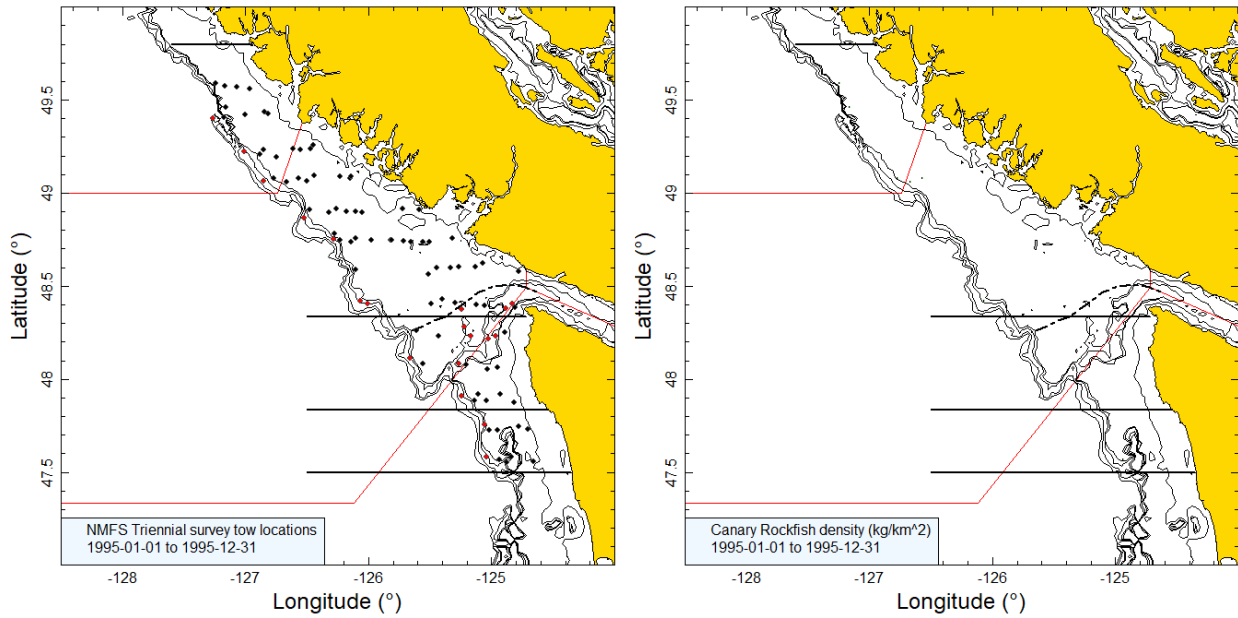 49.5
49
48.5
48
47.5
Latitude (°)
NMFS Triennial survey tow locations
1995-01-01 to 1995-12-31
-128
-127
-126
-125
Longitude (°)
49.5
49
48.5
48
47.5
Latitude (°)
Canary Rockfish density (kg/km^2)
1995-01-01 to 1995-12-31
-128
-127
-126
-125
Longitude (°)